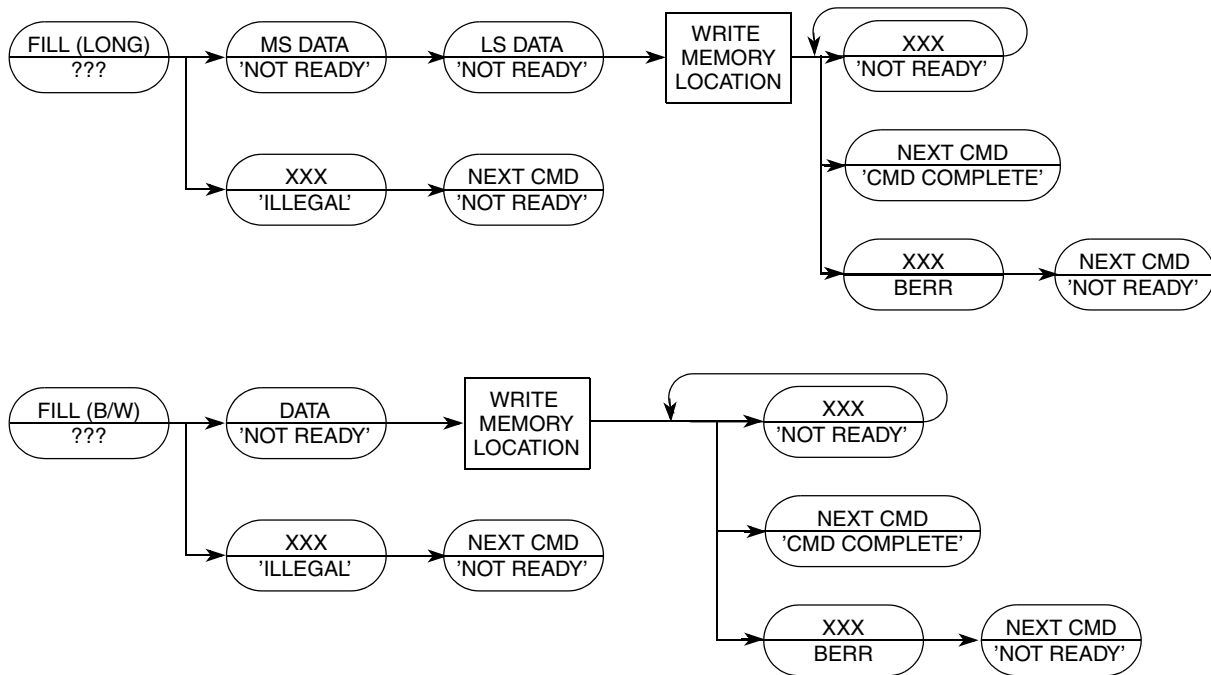 FILL (LONG)
???
MS DATA
'NOT READY'
LS DATA
'NOT READY'
WRITE
MEMORY
LOCATION
XXX
'NOT READY'
XXX
'ILLEGAL'
NEXT CMD
'NOT READY'
NEXT CMD
'CMD COMPLETE'
XXX
BERR
NEXT CMD
'NOT READY'
FILL (B/W)
???
DATA
'NOT READY'
WRITE
MEMORY
LOCATION
XXX
'NOT READY'
XXX
'ILLEGAL'
NEXT CMD
'NOT READY'
NEXT CMD
'CMD COMPLETE'
XXX
BERR
NEXT CMD
'NOT READY'